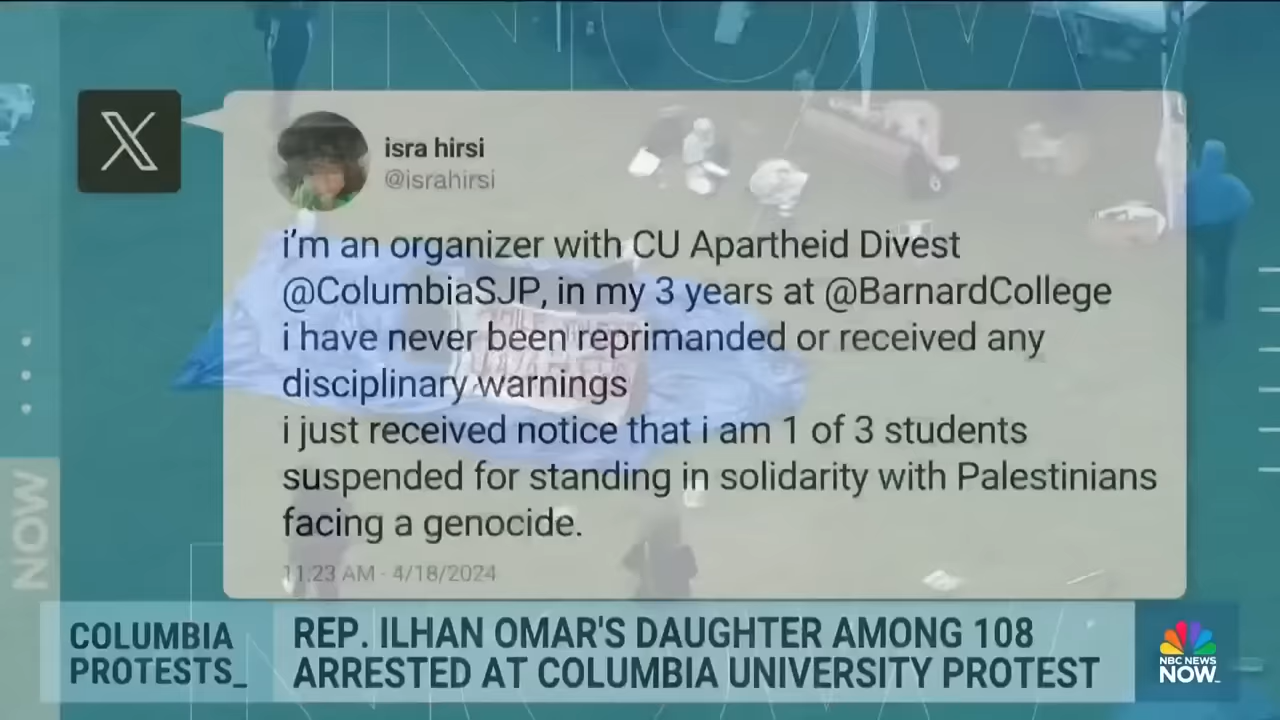 isra hirsi
@israhirsi
i'm an organizer with CU Apartheid Divest
@ColumbiaSJP, in my 3 years at @BarnardCollege
i have never been reprimanded or received any
disciplinary warnings
i just received notice that i am 1 of 3 students
suspended for standing in solidarity with Palestinians
facing a genocide.
11:23 AM - 4/18/2024
NOW
COLUMBIA
PROTESTS_
REP. ILHAN OMAR'S DAUGHTER AMONG 108
ARRESTED AT COLUMBIA UNIVERSITY PROTEST
NBC NEWS
NOW_